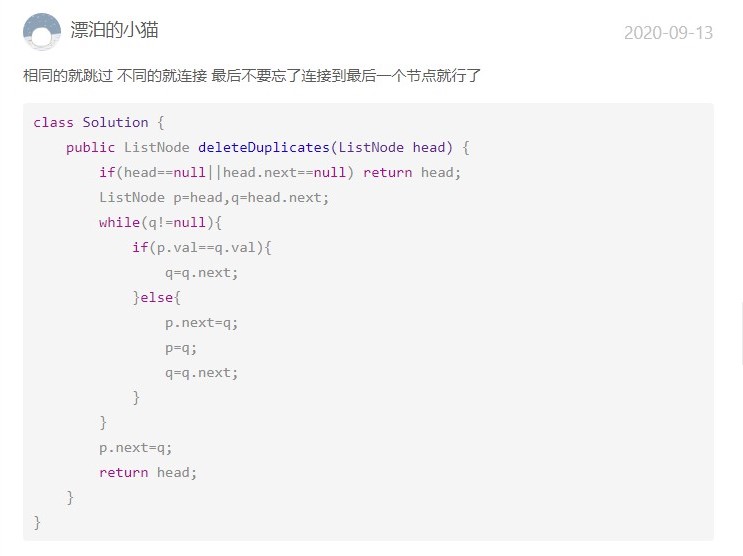 漂泊的小猫
2020-09-13
相同的就跳过 不同的就连接 最后不要忘了连接到最后一个节点就行了
class Solution {
    public ListNode deleteDuplicates(ListNode head) {
        if(head==null||head.next==null) return head;
        ListNode p=head,q=head.next;
        while(q!=null){
            if(p.val==q.val){
                q=q.next;
            }else{
                p.next=q;
                p=q;
                q=q.next;
            }
        }
        p.next=q;
        return head;
    }
}